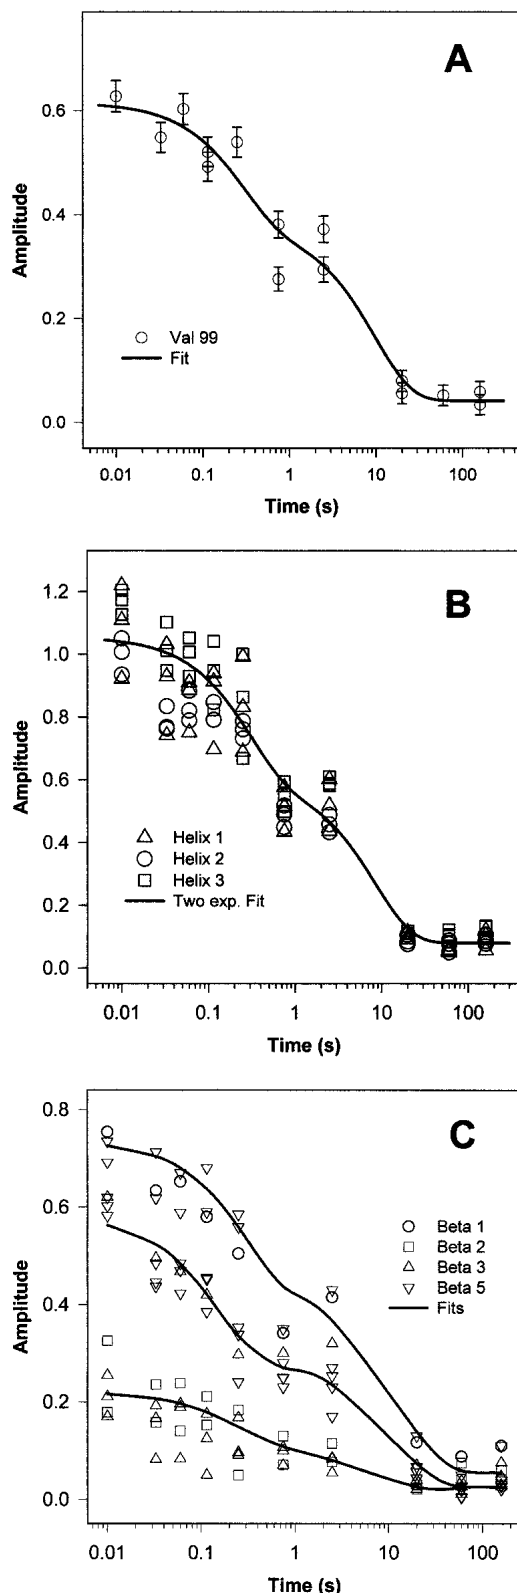 A
0.6
0.4
0.2
0.0
Amplitude
Val 99
Fit
0.01 0.1 1 10 100
Time (s)
B
1.2
1.0
0.8
0.6
0.4
0.2
0.0
Amplitude
Helix 1
Helix 2
Helix 3
Two exp. Fit
0.01 0.1 1 10 100
Time (s)
C
0.8
0.6
0.4
0.2
0.0
Amplitude
Beta 1
Beta 2
Beta 3
Beta 5
Fits
0.01 0.1 1 10 100
Time (s)